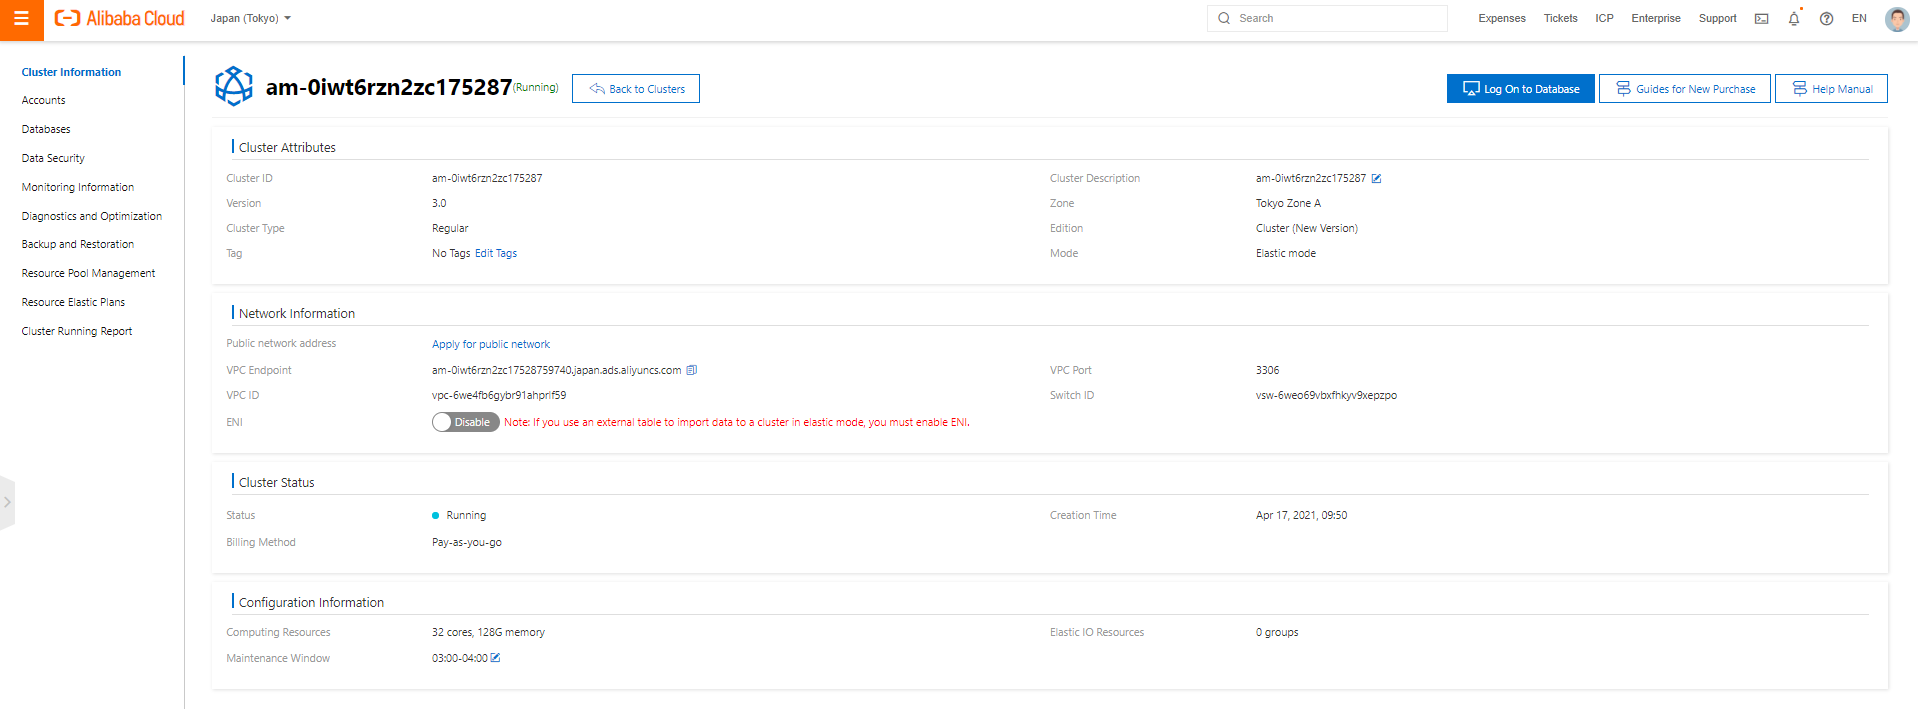 Alibaba Cloud Japan (Tokyo) Search Expenses Tickets ICP Enterprise Support EN
Cluster Information
Accounts
Databases
Data Security
Monitoring Information
Diagnostics and Optimization
Backup and Restoration
Resource Pool Management
Resource Elastic Plans
Cluster Running Report
am-0iwt6rzn2zc175287(Running) Back to Clusters Log On to Database Guides for New Purchase Help Manual
Cluster Attributes
Cluster ID am-0iwt6rzn2zc175287 Cluster Description am-0iwt6rzn2zc175287
Version 3.0 Zone Tokyo Zone A
Cluster Type Regular Edition Cluster (New Version)
Tag No Tags Edit Tags Mode Elastic mode
Network Information
Public network address Apply for public network
VPC Endpoint am-0iwt6rzn2zc17528759740.japan.ads.aliyuncs.com VPC Port 3306
VPC ID vpc-6we4fb6gybr91ahprlf59 Switch ID vsw-6weo69vbxfhkyv9xepzpo
ENI Disable Note: If you use an external table to import data to a cluster in elastic mode, you must enable ENI.
Cluster Status
Status Running Creation Time Apr 17, 2021, 09:50
Billing Method Pay-as-you-go
Configuration Information
Computing Resources 32 cores, 128G memory Elastic IO Resources 0 groups
Maintenance Window 03:00-04:00